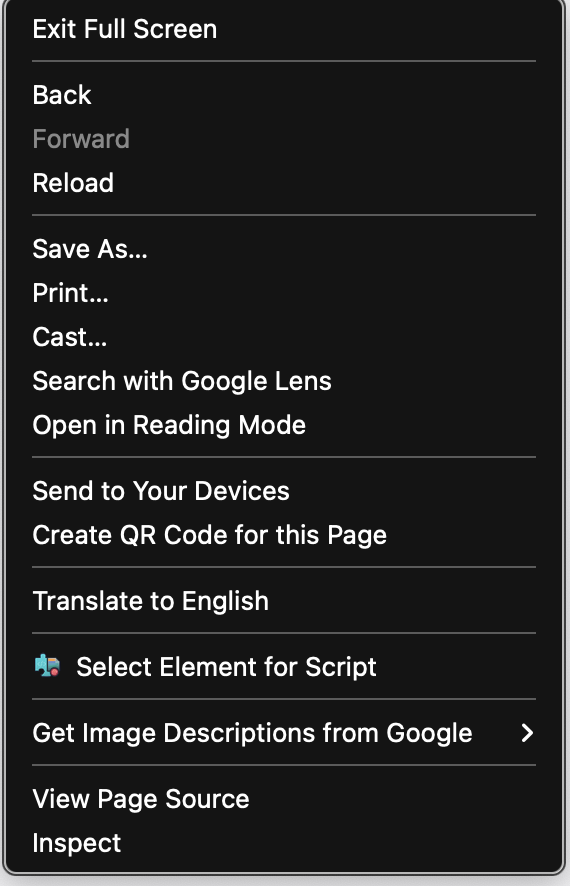 Exit Full Screen
Back
Forward
Reload
Save As...
Print...
Cast...
Search with Google Lens
Open in Reading Mode
Send to Your Devices
Create QR Code for this Page
Translate to English
Select Element for Script
Get Image Descriptions from Google
View Page Source
Inspect